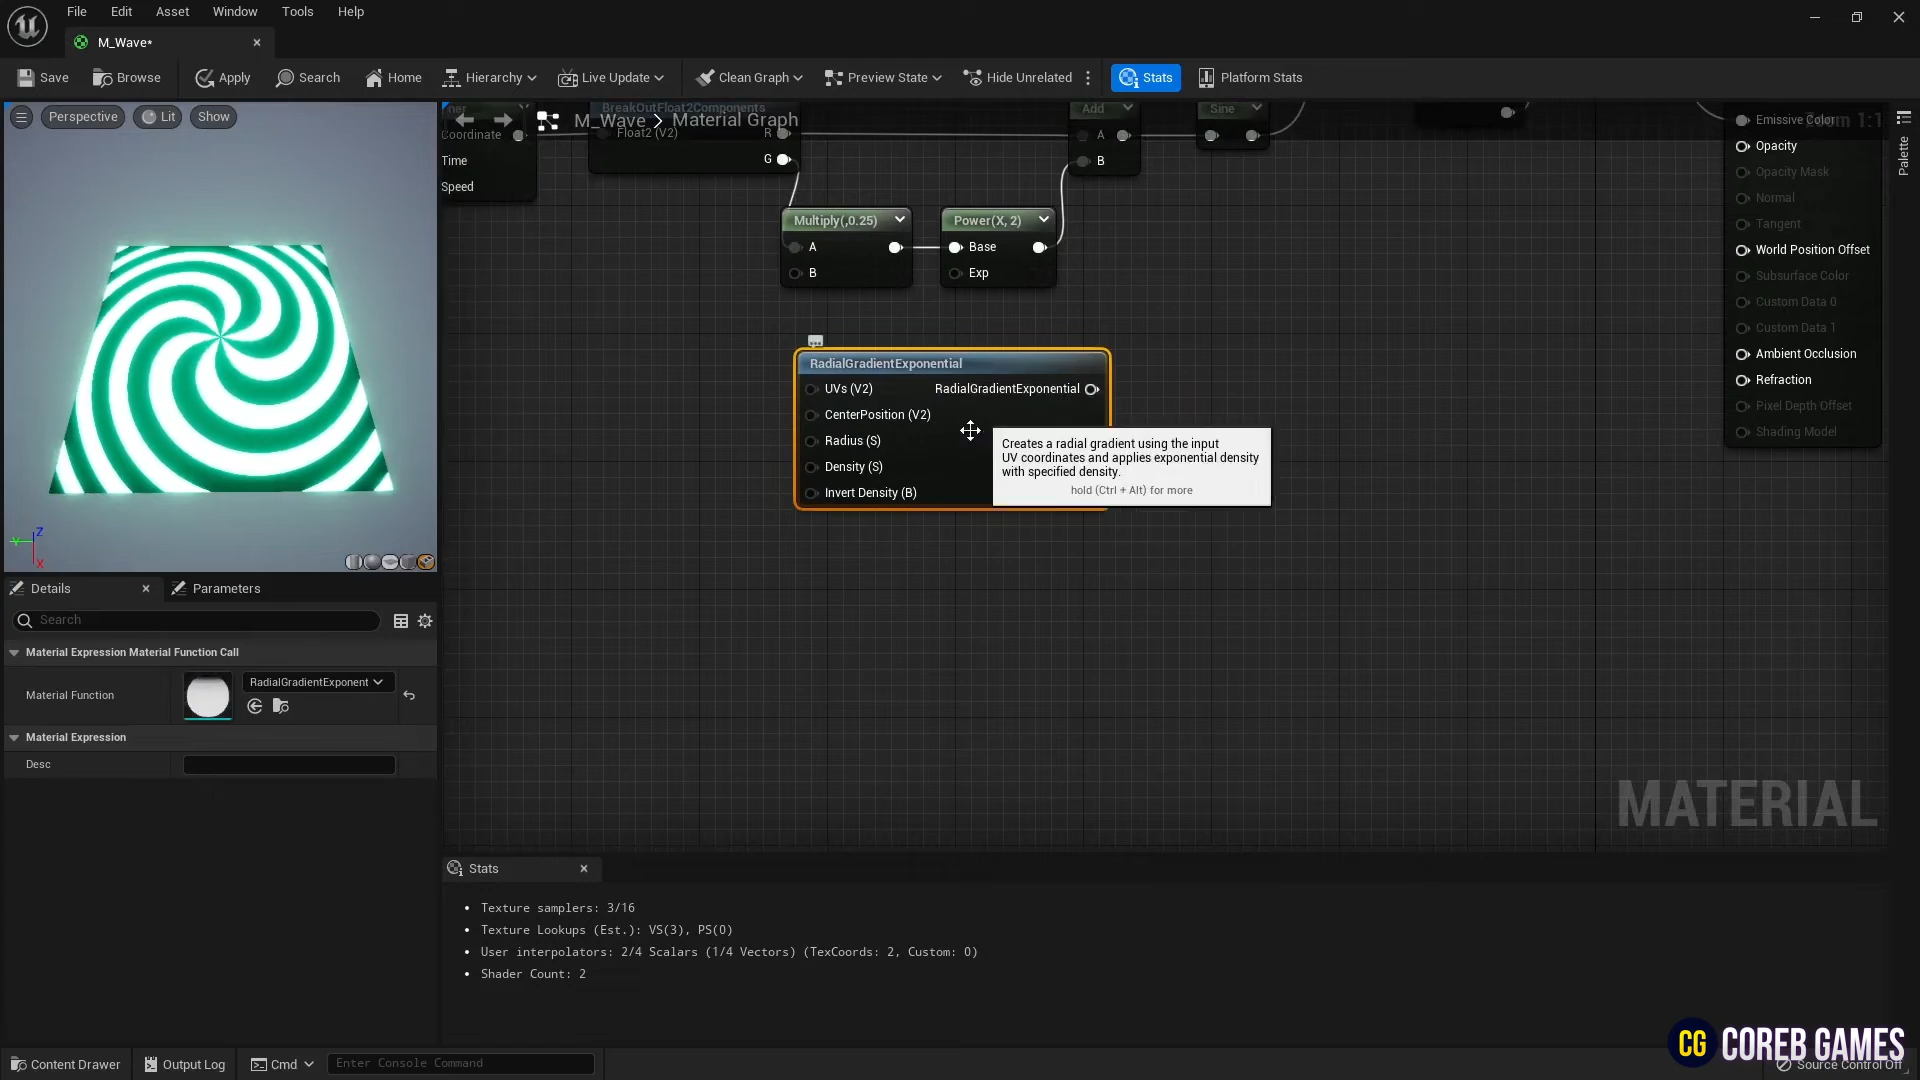 File Edit Asset Window Tools Help
M_Wave*
Save Browse Apply Search Home Hierarchy Live Update Clean Graph Preview State Hide Unrelated Stats Platform Stats
Perspective Lit Show
M_Wave > Material Graph
Zoom 1:1
Palette
Coordinate
Time
Speed
BreakOutFloat2Components
Float2 (V2) R
G
Add
A
B
Sine
Multiply(,0.25)
A
B
Power(X, 2)
Base
Exp
RadialGradientExponential
UVs (V2) RadialGradientExponential
CenterPosition (V2)
Radius (S)
Density (S)
Invert Density (B)
Creates a radial gradient using the input
UV coordinates and applies exponential density
with specified density.
hold (Ctrl + Alt) for more
Emissive Color
Opacity
Opacity Mask
Normal
Tangent
World Position Offset
Subsurface Color
Custom Data 0
Custom Data 1
Ambient Occlusion
Refraction
Pixel Depth Offset
Shading Model
MATERIAL
Z
Y
X
Details Parameters
Search
Material Expression Material Function Call
Material Function RadialGradientExponent
Material Expression
Desc
Stats
• Texture samplers: 3/16
• Texture Lookups (Est.): VS(3), PS(0)
• User interpolators: 2/4 Scalars (1/4 Vectors) (TexCoords: 2, Custom: 0)
• Shader Count: 2
CG COREB GAMES
Content Drawer Output Log Cmd Enter Console Command Source Control Off